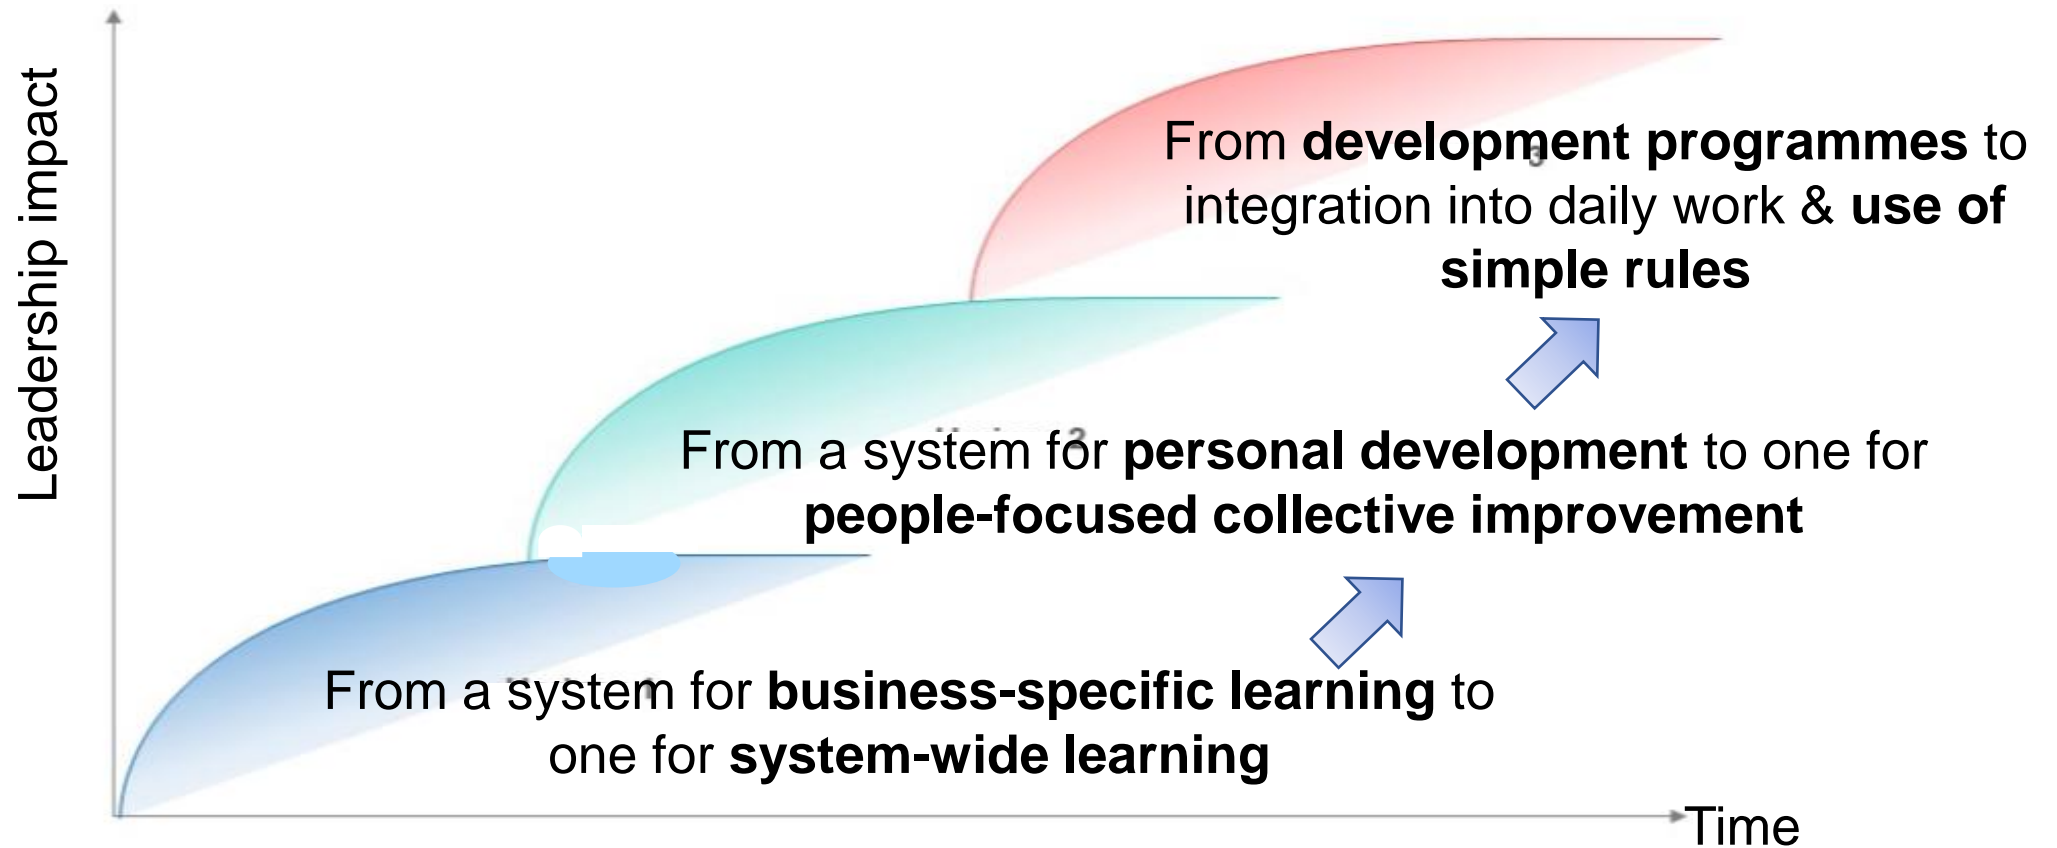 Leadership impact
From development programmes to
integration into daily work & use of
simple rules
3
From a system for personal development to one for
people-focused collective improvement
2
From a system for business-specific learning to
one for system-wide learning
Time